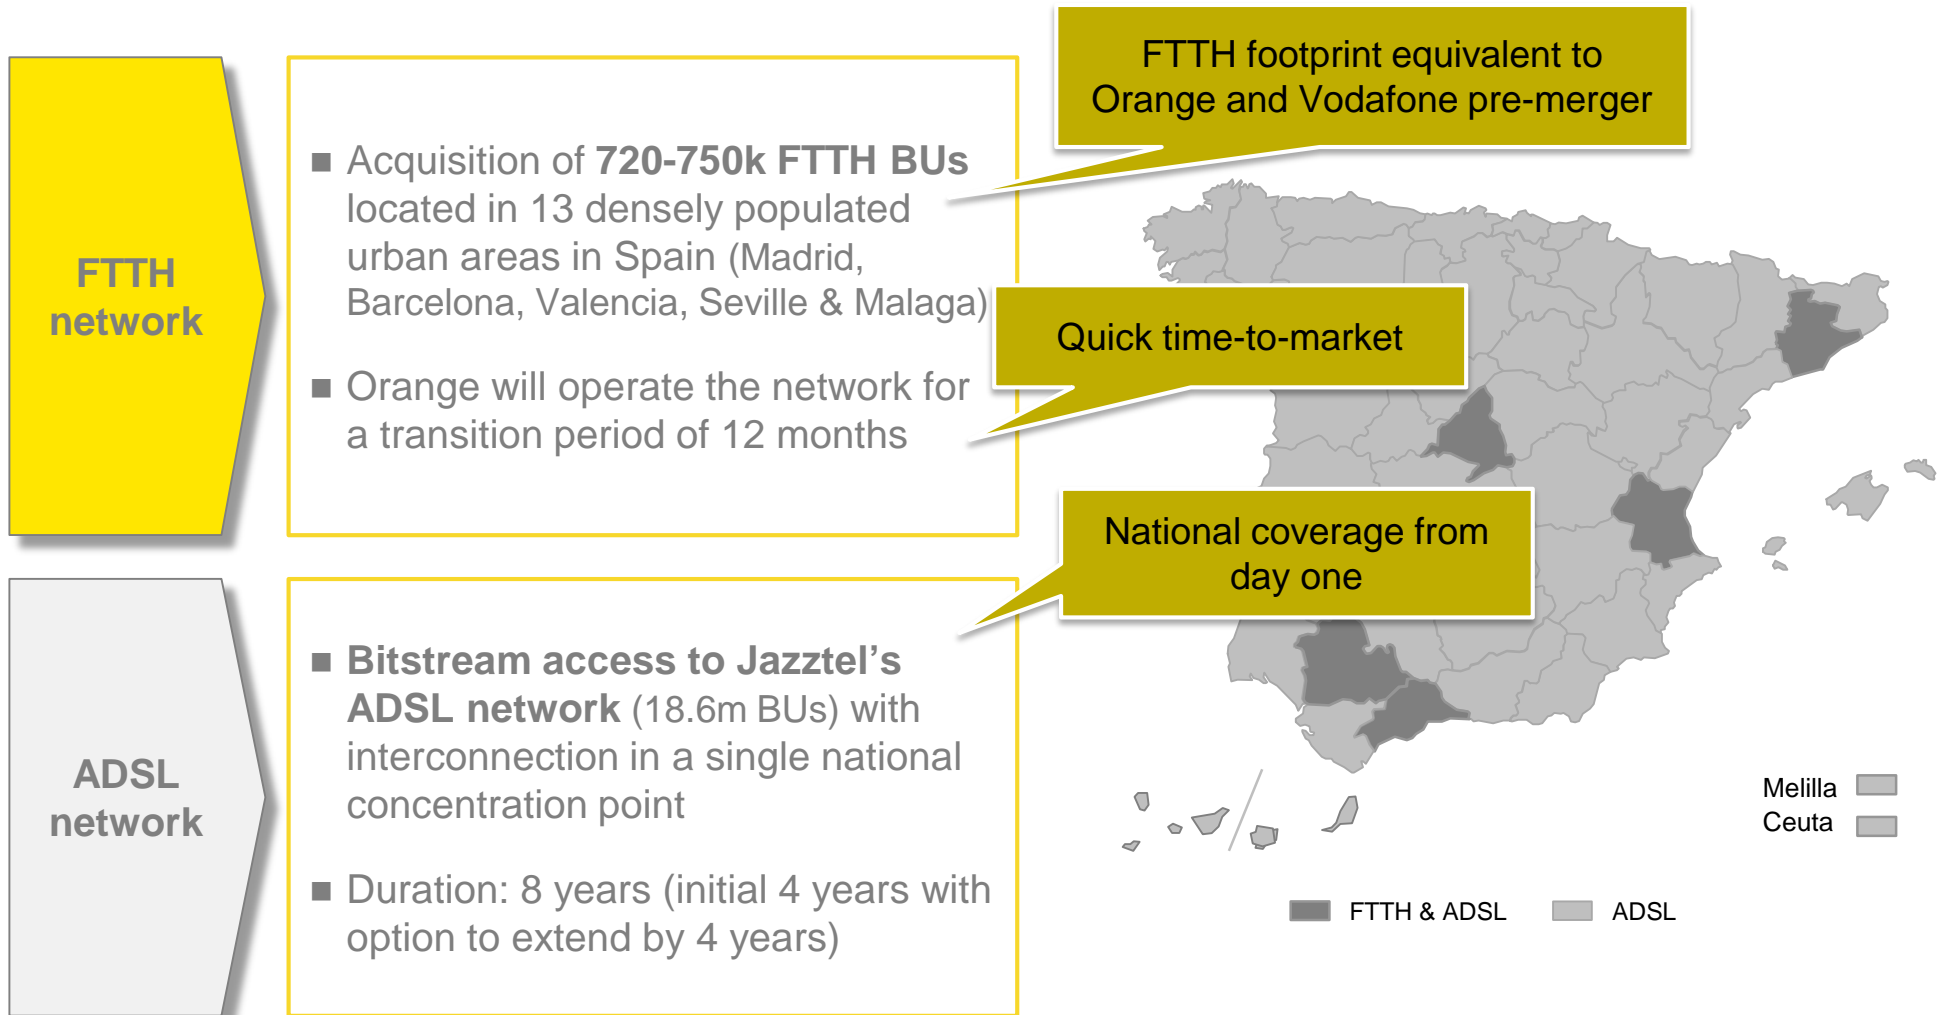 FTTH footprint equivalent to
Orange and Vodafone pre-merger
FTTH
network
■ Acquisition of 720-750k FTTH BUs
located in 13 densely populated
urban areas in Spain (Madrid,
Barcelona, Valencia, Seville & Malaga)
■ Orange will operate the network for
a transition period of 12 months
Quick time-to-market
National coverage from
day one
ADSL
network
■ Bitstream access to Jazztel’s
ADSL network (18.6m BUs) with
interconnection in a single national
concentration point
■ Duration: 8 years (initial 4 years with
option to extend by 4 years)
Melilla
Ceuta
FTTH & ADSL
ADSL